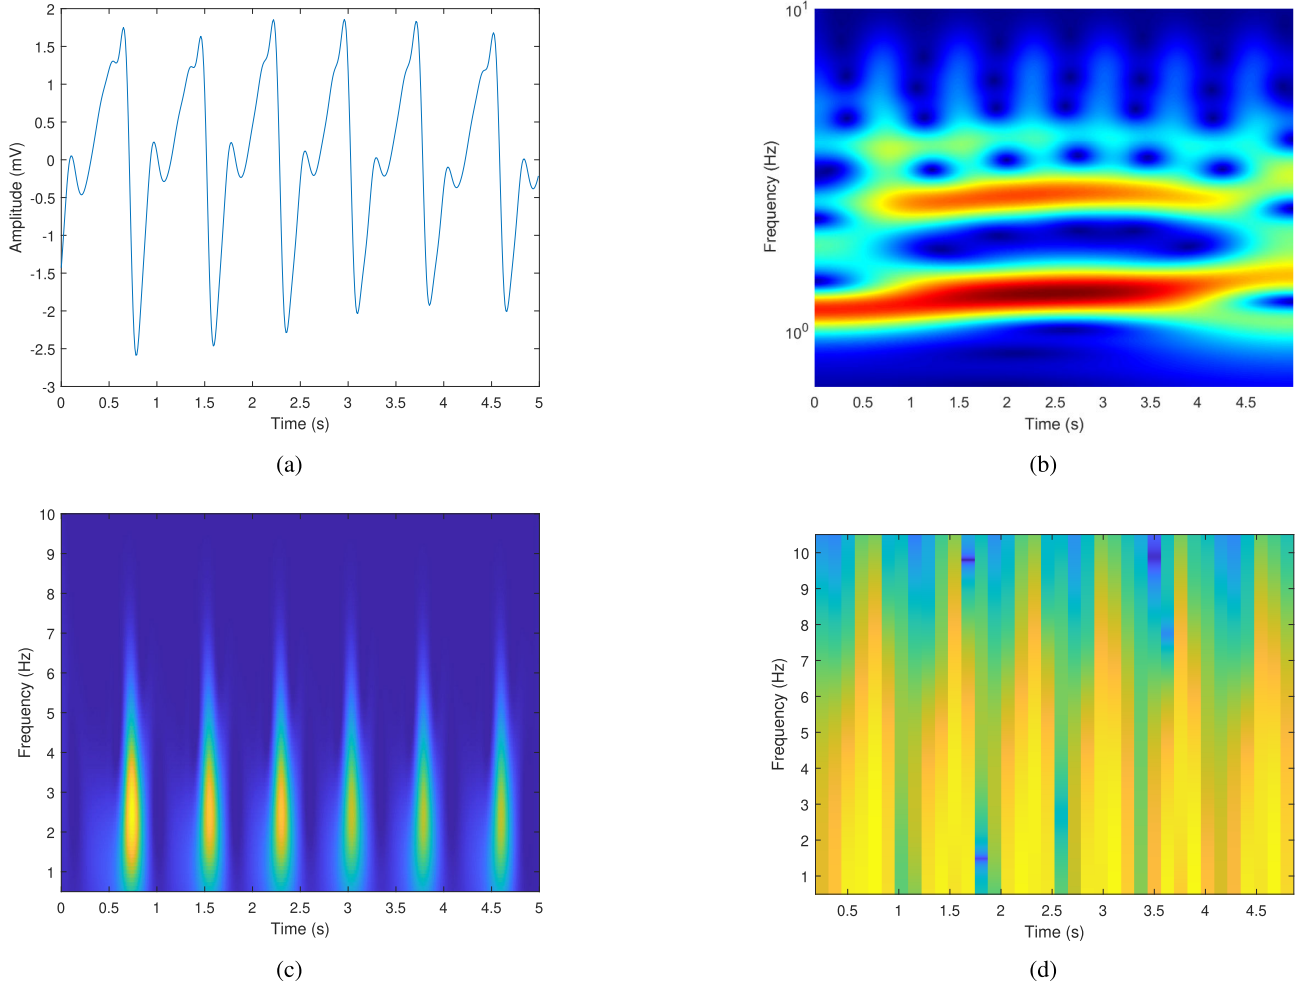 2
1.5
1
0.5
0
-0.5
-1
-1.5
-2
-2.5
-3
Amplitude (mV)
0 0.5 1 1.5 2 2.5 3 3.5 4 4.5 5
Time (s)
(a)
10^1
10^0
Frequency (Hz)
0 0.5 1 1.5 2 2.5 3 3.5 4 4.5
Time (s)
(b)
10
9
8
7
6
5
4
3
2
1
Frequency (Hz)
0 0.5 1 1.5 2 2.5 3 3.5 4 4.5 5
Time (s)
(c)
10
9
8
7
6
5
4
3
2
1
Frequency (Hz)
0.5 1 1.5 2 2.5 3 3.5 4 4.5
Time (s)
(d)